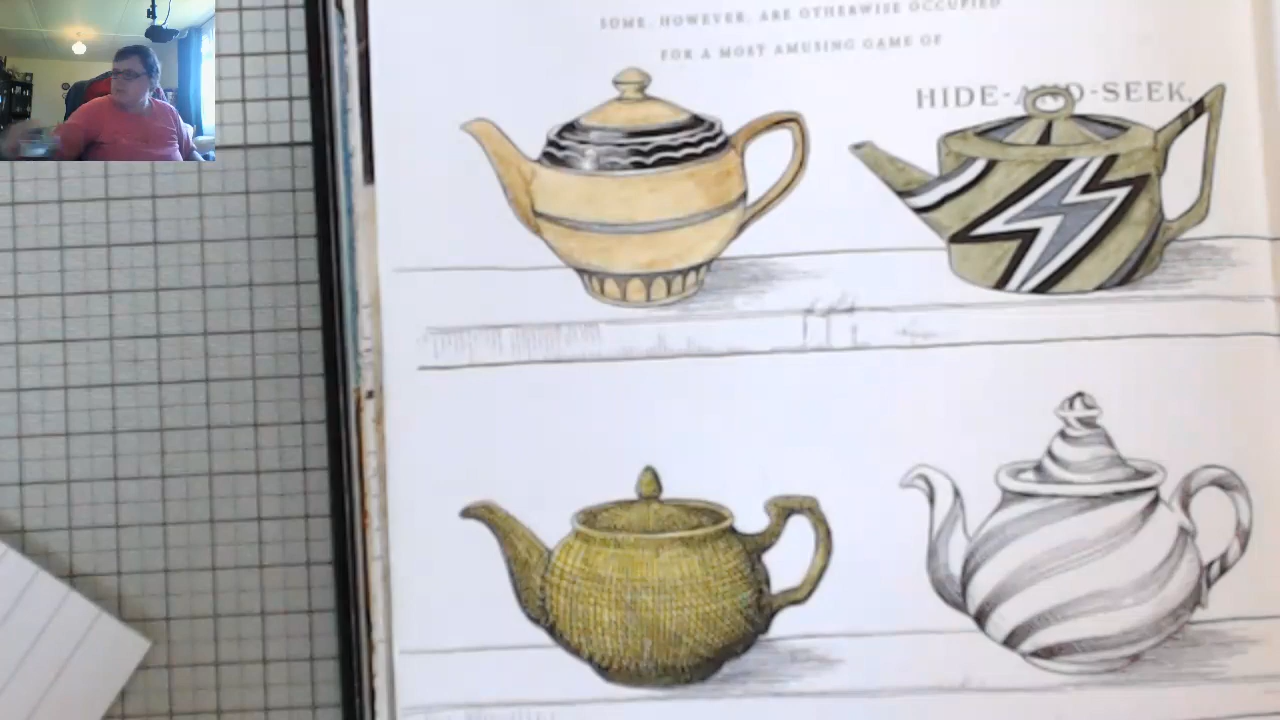 SOME, HOWEVER, ARE OTHERWISE OCCUPIED
FOR A MOST AMUSING GAME OF
HIDE-AND-SEEK,